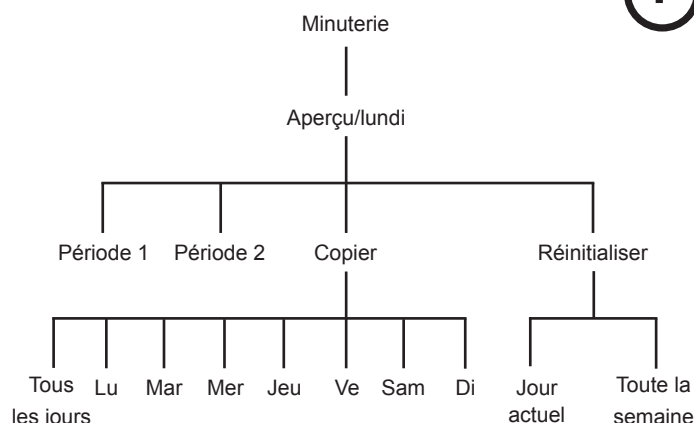 Minuterie
Aperçu/lundi
Période 1 Période 2 Copier Réinitialiser
Tous les jours
Lu Mar Mer Jeu Ve Sam Di
Jour actuel
Toute la semaine